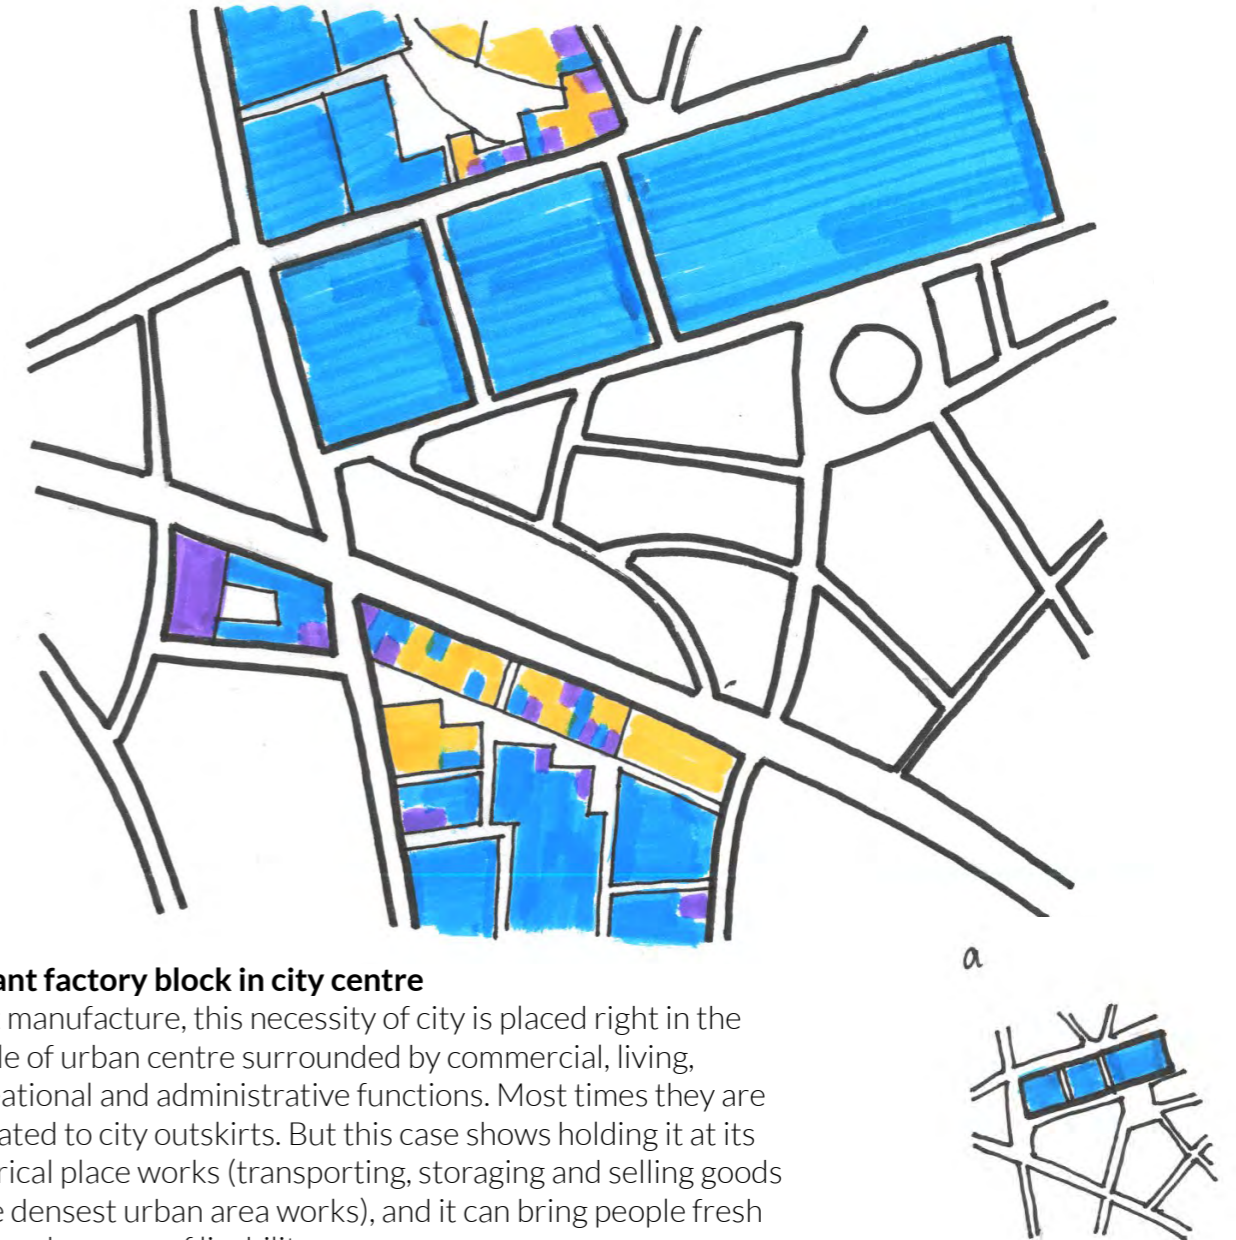 ant factory block in city centre
manufacture, this necessity of city is placed right in the
le of urban centre surrounded by commercial, living,
ational and administrative functions. Most times they are
ated to city outskirts. But this case shows holding it at its
rical place works (transporting, storaging and selling goods
e densest urban area works), and it can bring people fresh
a